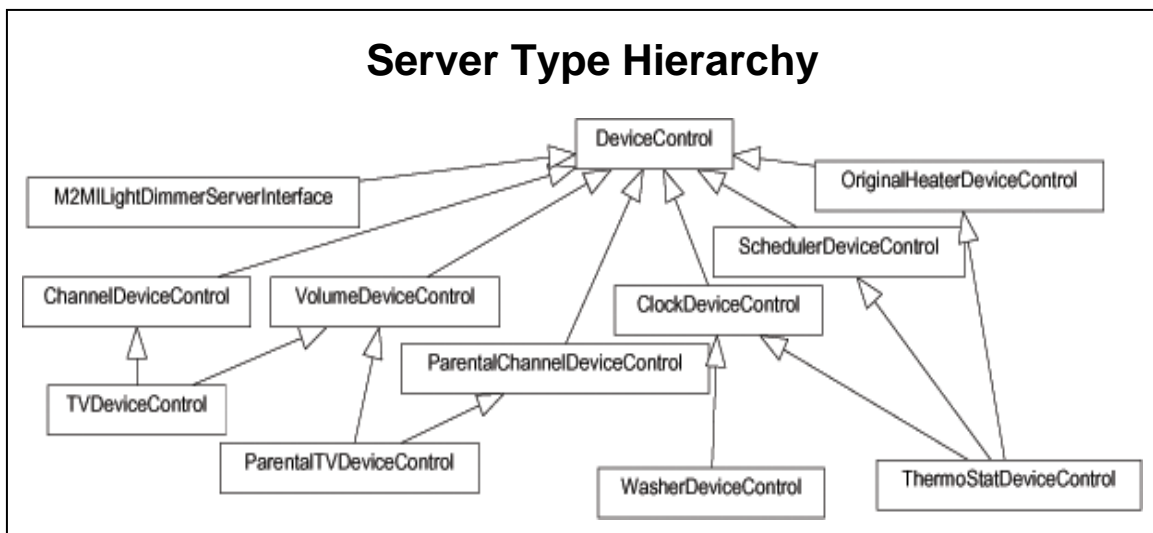 Server Type Hierarchy
DeviceControl
M2MILightDimmerServerInterface
OriginalHeaterDeviceControl
SchedulerDeviceControl
ChannelDeviceControl
VolumeDeviceControl
ClockDeviceControl
ParentalChannelDeviceControl
TVDeviceControl
ParentalTVDeviceControl
WasherDeviceControl
ThermoStatDeviceControl